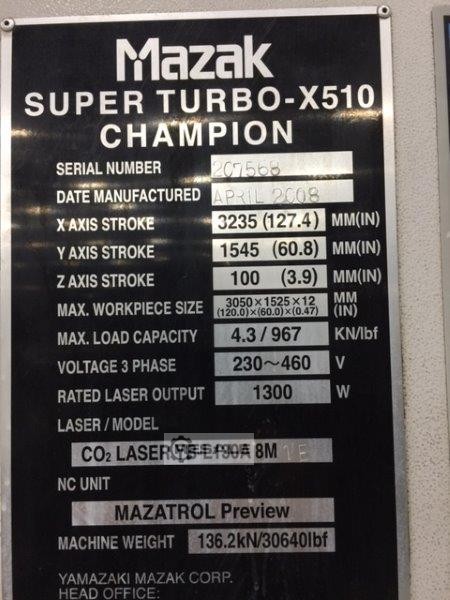 Mazak
SUPER TURBO-X510
CHAMPION
SERIAL NUMBER 207568
DATE MANUFACTURED APRIL 2008
X AXIS STROKE 3235 (127.4) MM(IN)
Y AXIS STROKE 1545 (60.8) MM(IN)
Z AXIS STROKE 100 (3.9) MM(IN)
MAX. WORKPIECE SIZE 3050×1525×12 (120.0)×(60.0)×(0.47) MM (IN)
MAX. LOAD CAPACITY 4.3 / 967 KN/lbf
VOLTAGE 3 PHASE 230~460 V
RATED LASER OUTPUT 1300 W
LASER / MODEL
CO₂ LASER 8M
NC UNIT
MAZATROL Preview
MACHINE WEIGHT 136.2kN/30640lbf
YAMAZAKI MAZAK CORP.
HEAD OFFICE: